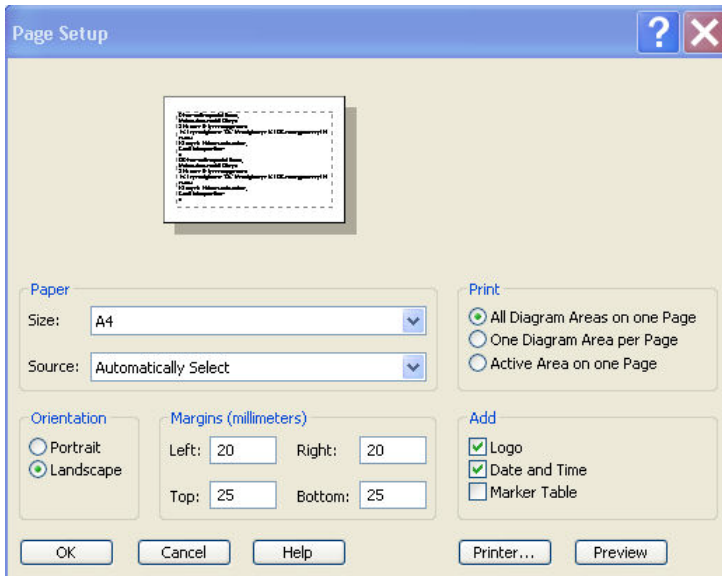 Page Setup
Paper
Size: A4
Source: Automatically Select
Print
All Diagram Areas on one Page
One Diagram Area per Page
Active Area on one Page
Orientation
Portrait
Landscape
Margins (millimeters)
Left: 20 Right: 20
Top: 25 Bottom: 25
Add
Logo
Date and Time
Marker Table
OK Cancel Help Printer... Preview